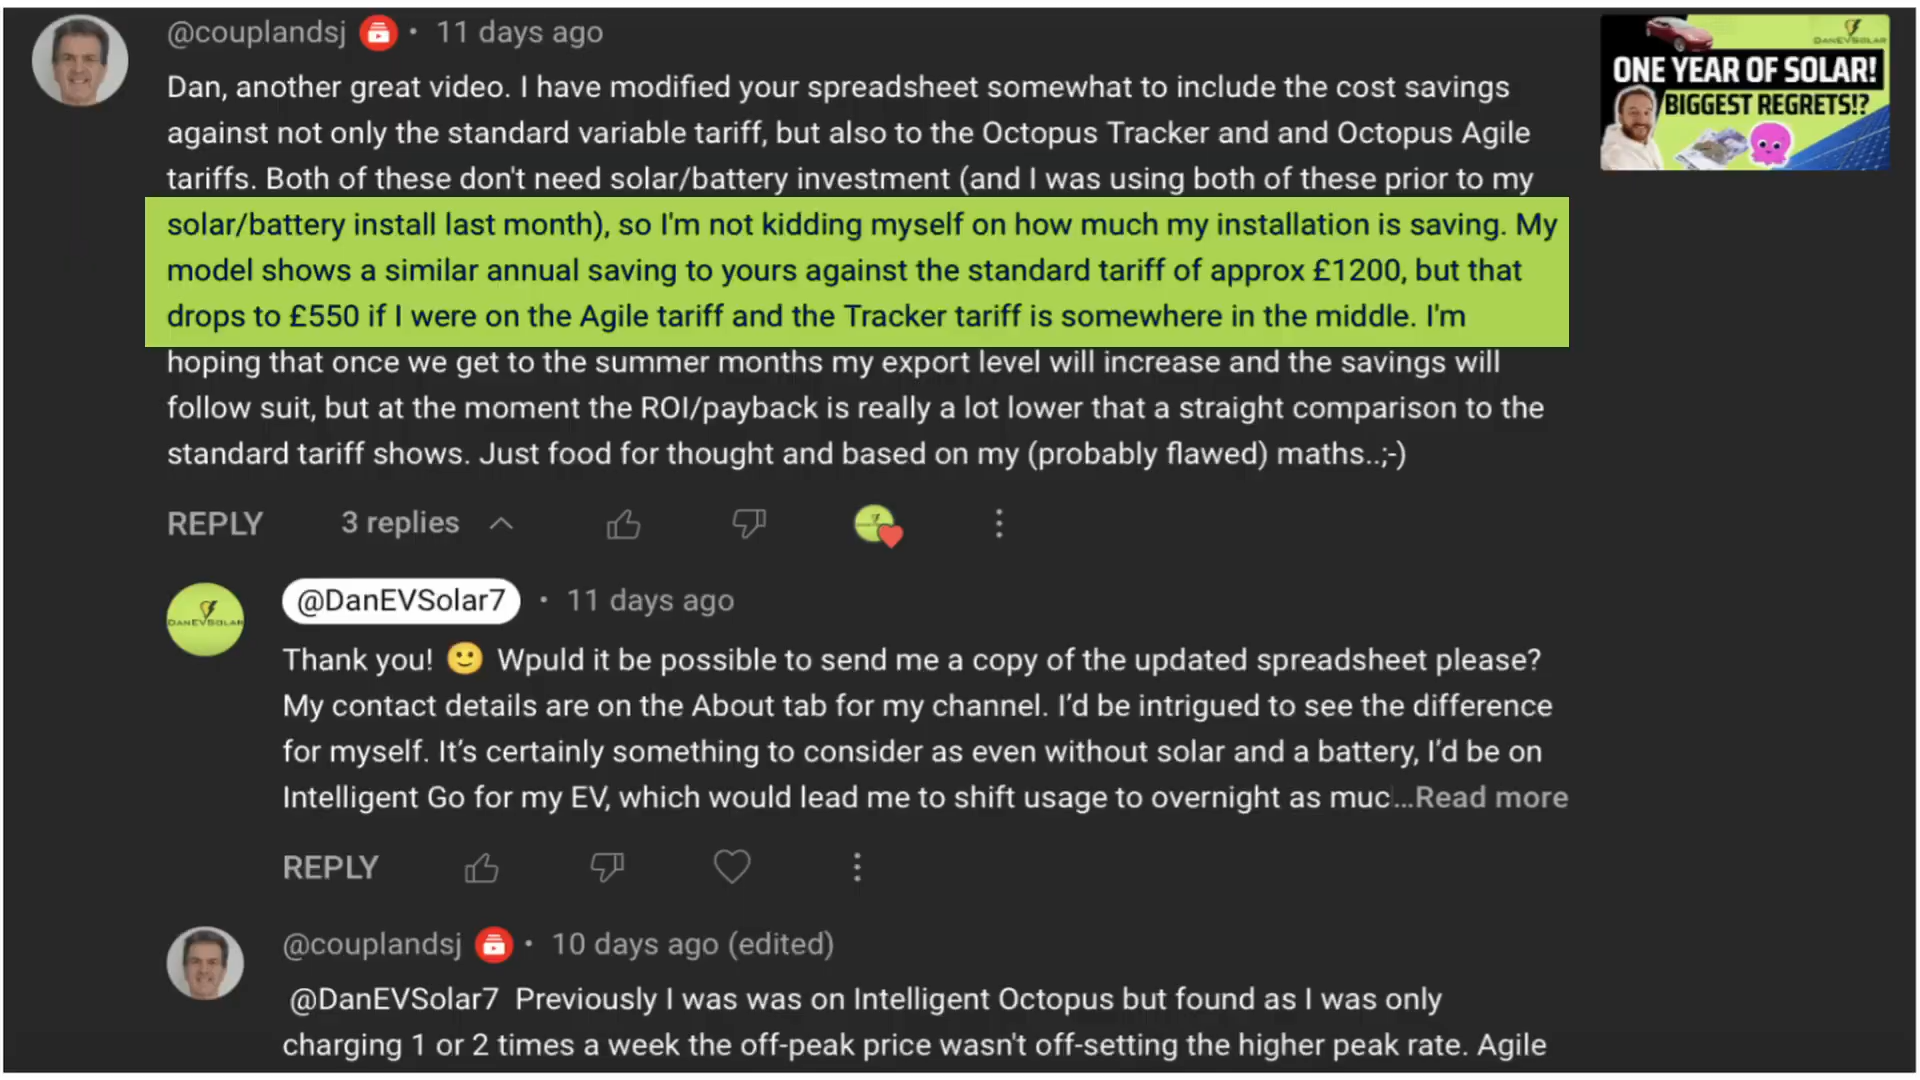 @couplandsj • 11 days ago
Dan, another great video. I have modified your spreadsheet somewhat to include the cost savings
against not only the standard variable tariff, but also to the Octopus Tracker and and Octopus Agile
tariffs. Both of these don't need solar/battery investment (and I was using both of these prior to my
solar/battery install last month), so I'm not kidding myself on how much my installation is saving. My
model shows a similar annual saving to yours against the standard tariff of approx £1200, but that
drops to £550 if I were on the Agile tariff and the Tracker tariff is somewhere in the middle. I'm
hoping that once we get to the summer months my export level will increase and the savings will
follow suit, but at the moment the ROI/payback is really a lot lower that a straight comparison to the
standard tariff shows. Just food for thought and based on my (probably flawed) maths..;-)
REPLY 3 replies
DANEVSOLAR
ONE YEAR OF SOLAR!
BIGGEST REGRETS!?
DANEVSOLAR
@DanEVSolar7 • 11 days ago
Thank you! 🙂 Wpuld it be possible to send me a copy of the updated spreadsheet please?
My contact details are on the About tab for my channel. I’d be intrigued to see the difference
for myself. It’s certainly something to consider as even without solar and a battery, I’d be on
Intelligent Go for my EV, which would lead me to shift usage to overnight as muc...Read more
REPLY
@couplandsj • 10 days ago (edited)
@DanEVSolar7 Previously I was was on Intelligent Octopus but found as I was only
charging 1 or 2 times a week the off-peak price wasn't off-setting the higher peak rate. Agile